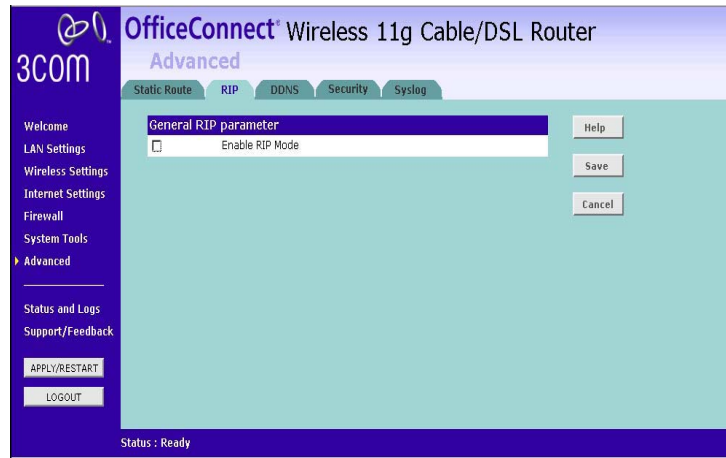 3COM
OfficeConnect® Wireless 11g Cable/DSL Router
Advanced
Static Route
RIP
DDNS
Security
Syslog
Welcome
LAN Settings
Wireless Settings
Internet Settings
Firewall
System Tools
Advanced
Status and Logs
Support/Feedback
APPLY/RESTART
LOGOUT
General RIP parameter
Enable RIP Mode
Help
Save
Cancel
Status : Ready